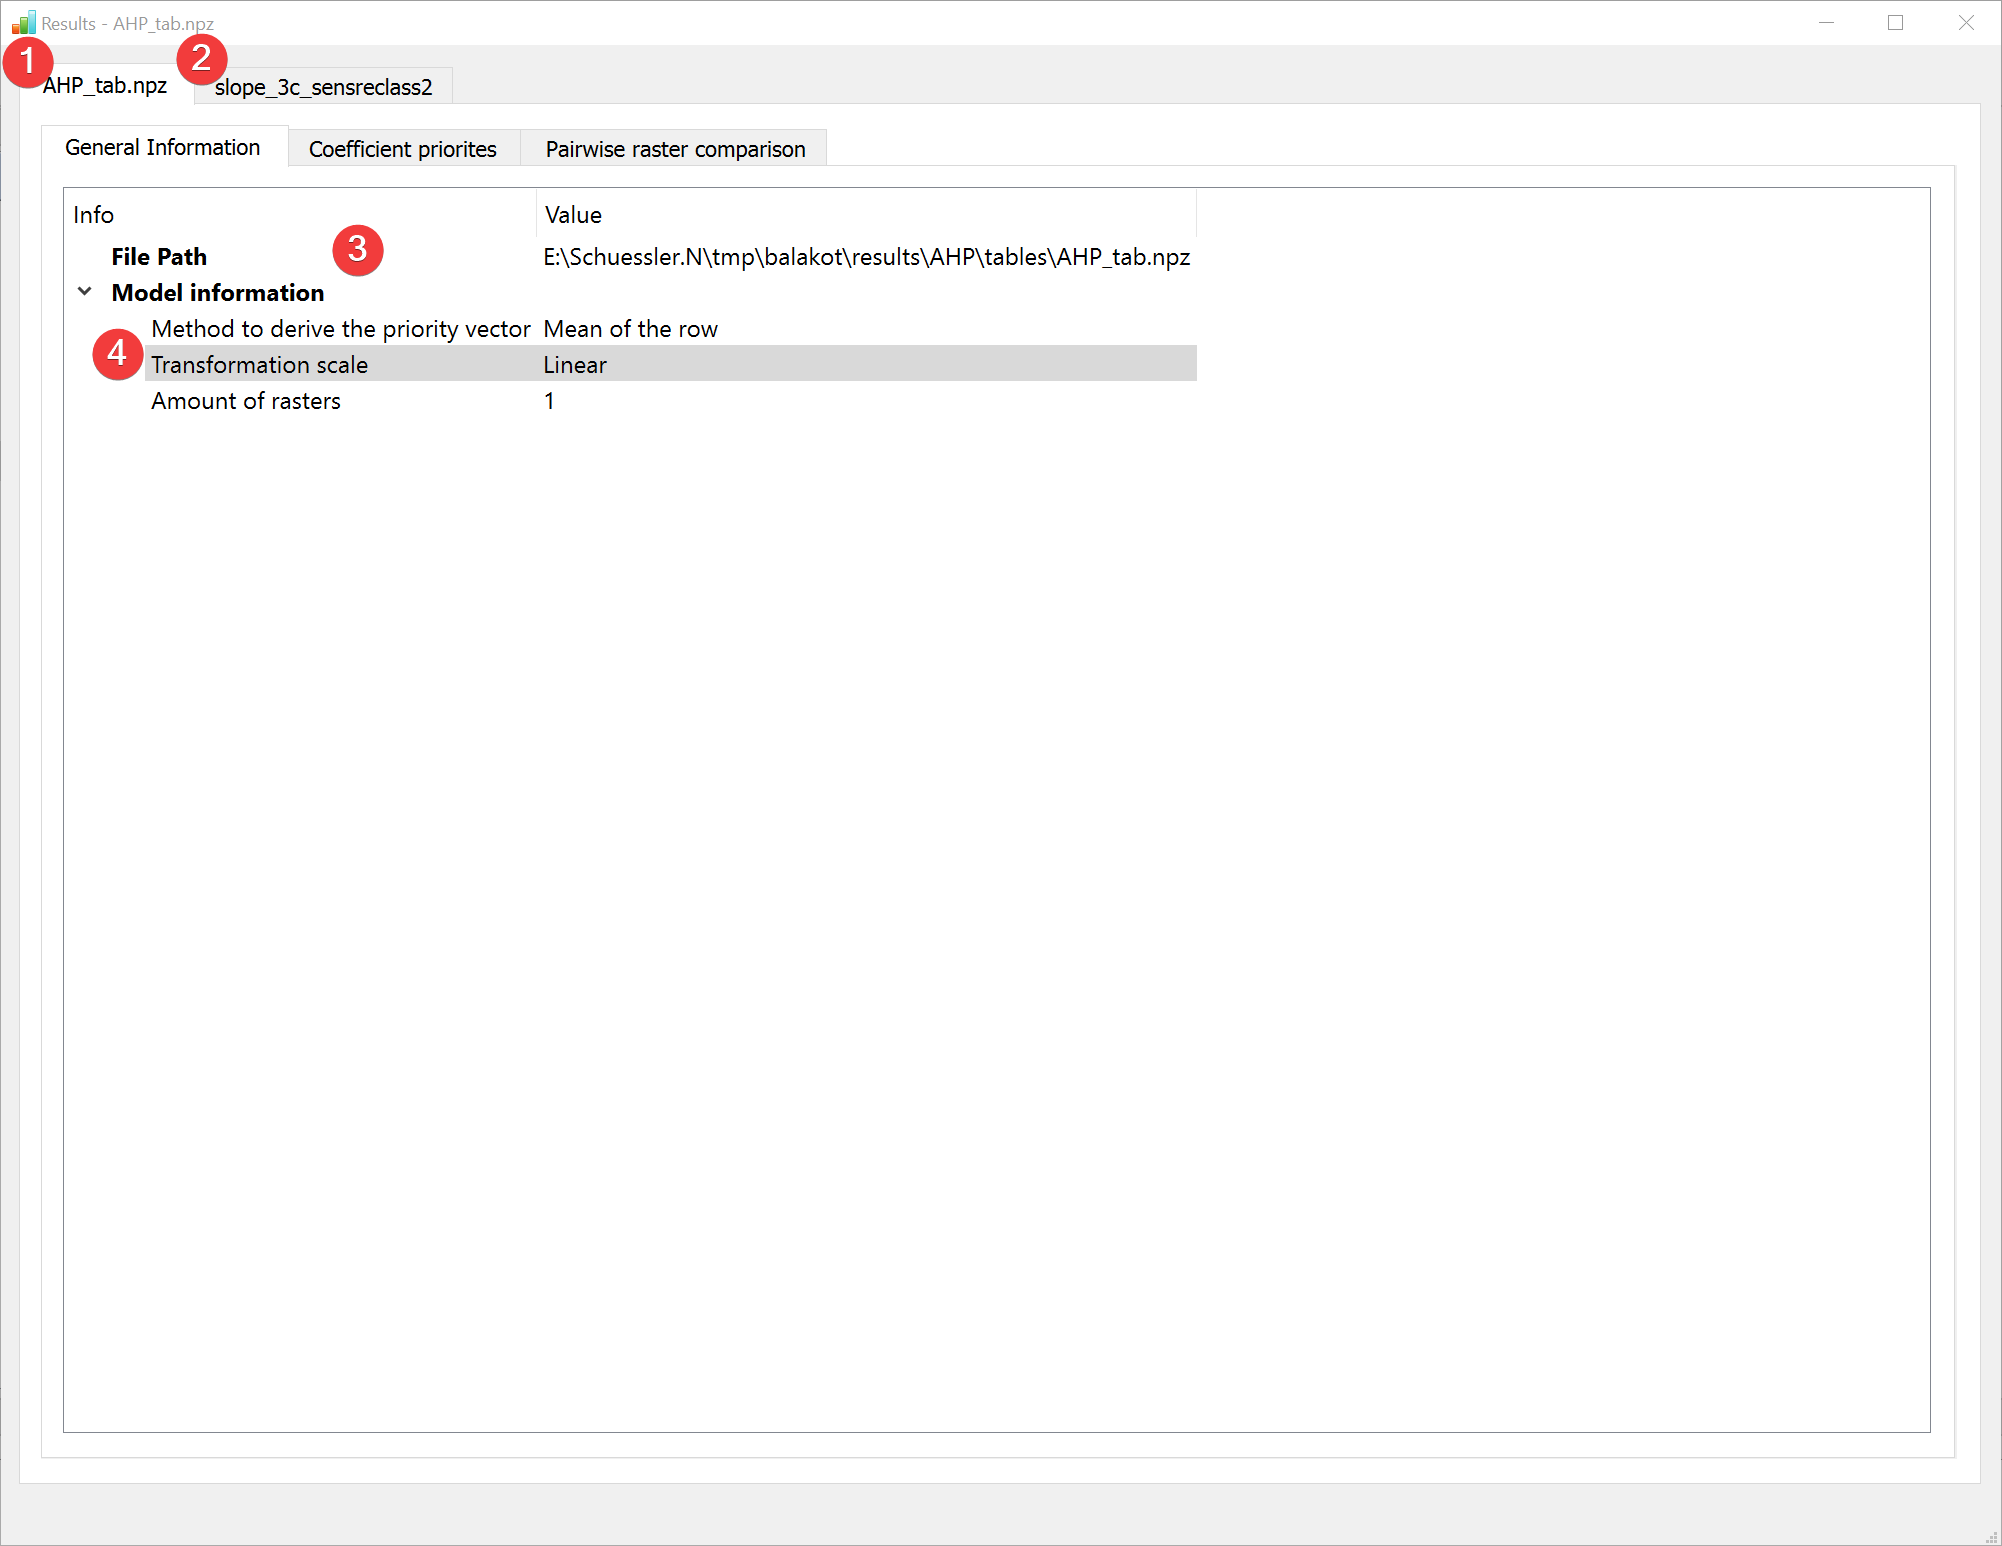 Results - AHP_tab.npz
1 2
AHP_tab.npz slope_3c_sensreclass2
General Information Coefficient priorites Pairwise raster comparison
Info Value
File Path 3 E:\Schuessler.N\tmp\balakot\results\AHP\tables\AHP_tab.npz
Model information
Method to derive the priority vector Mean of the row
4 Transformation scale Linear
Amount of rasters 1